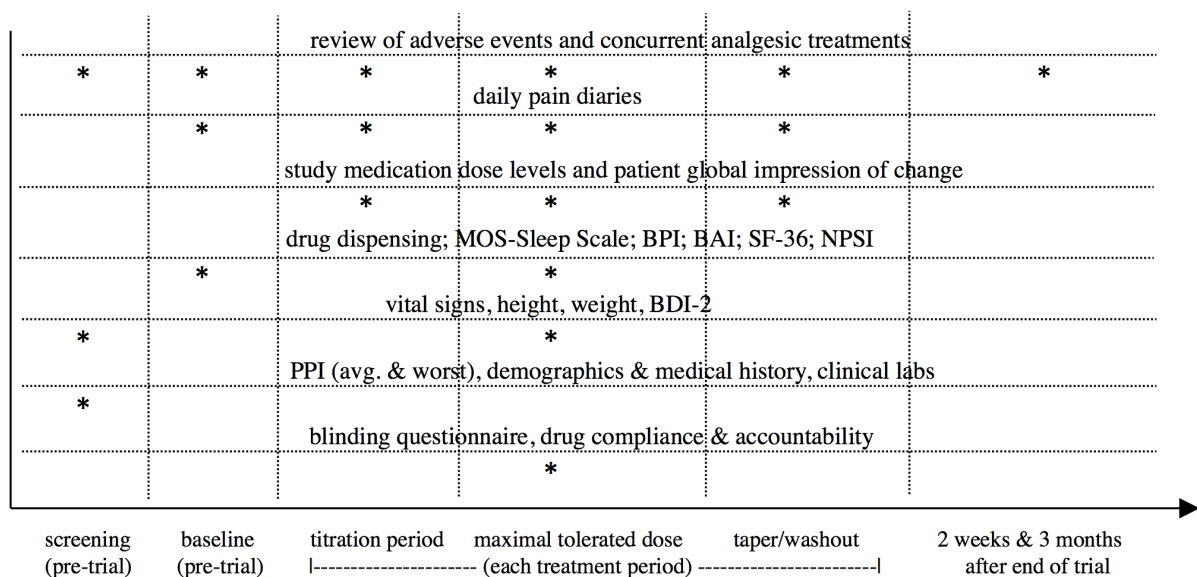 review of adverse events and concurrent analgesic treatments
* * * * * *
daily pain diaries
* * * *
study medication dose levels and patient global impression of change
* * *
drug dispensing; MOS-Sleep Scale; BPI; BAI; SF-36; NPSI
* *
vital signs, height, weight, BDI-2
* *
PPI (avg. & worst), demographics & medical history, clinical labs
*
blinding questionnaire, drug compliance & accountability
*
screening baseline titration period maximal tolerated dose taper/washout 2 weeks & 3 months
(pre-trial) (pre-trial) |-------------------- (each treatment period) ----------------------| after end of trial